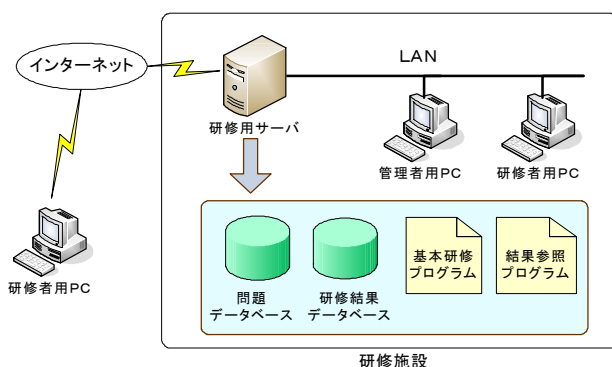 インターネット
LAN
研修用サーバ
管理者用PC
研修者用PC
研修者用PC
問題
データベース
研修結果
データベース
基本研修
プログラム
結果参照
プログラム
研修施設